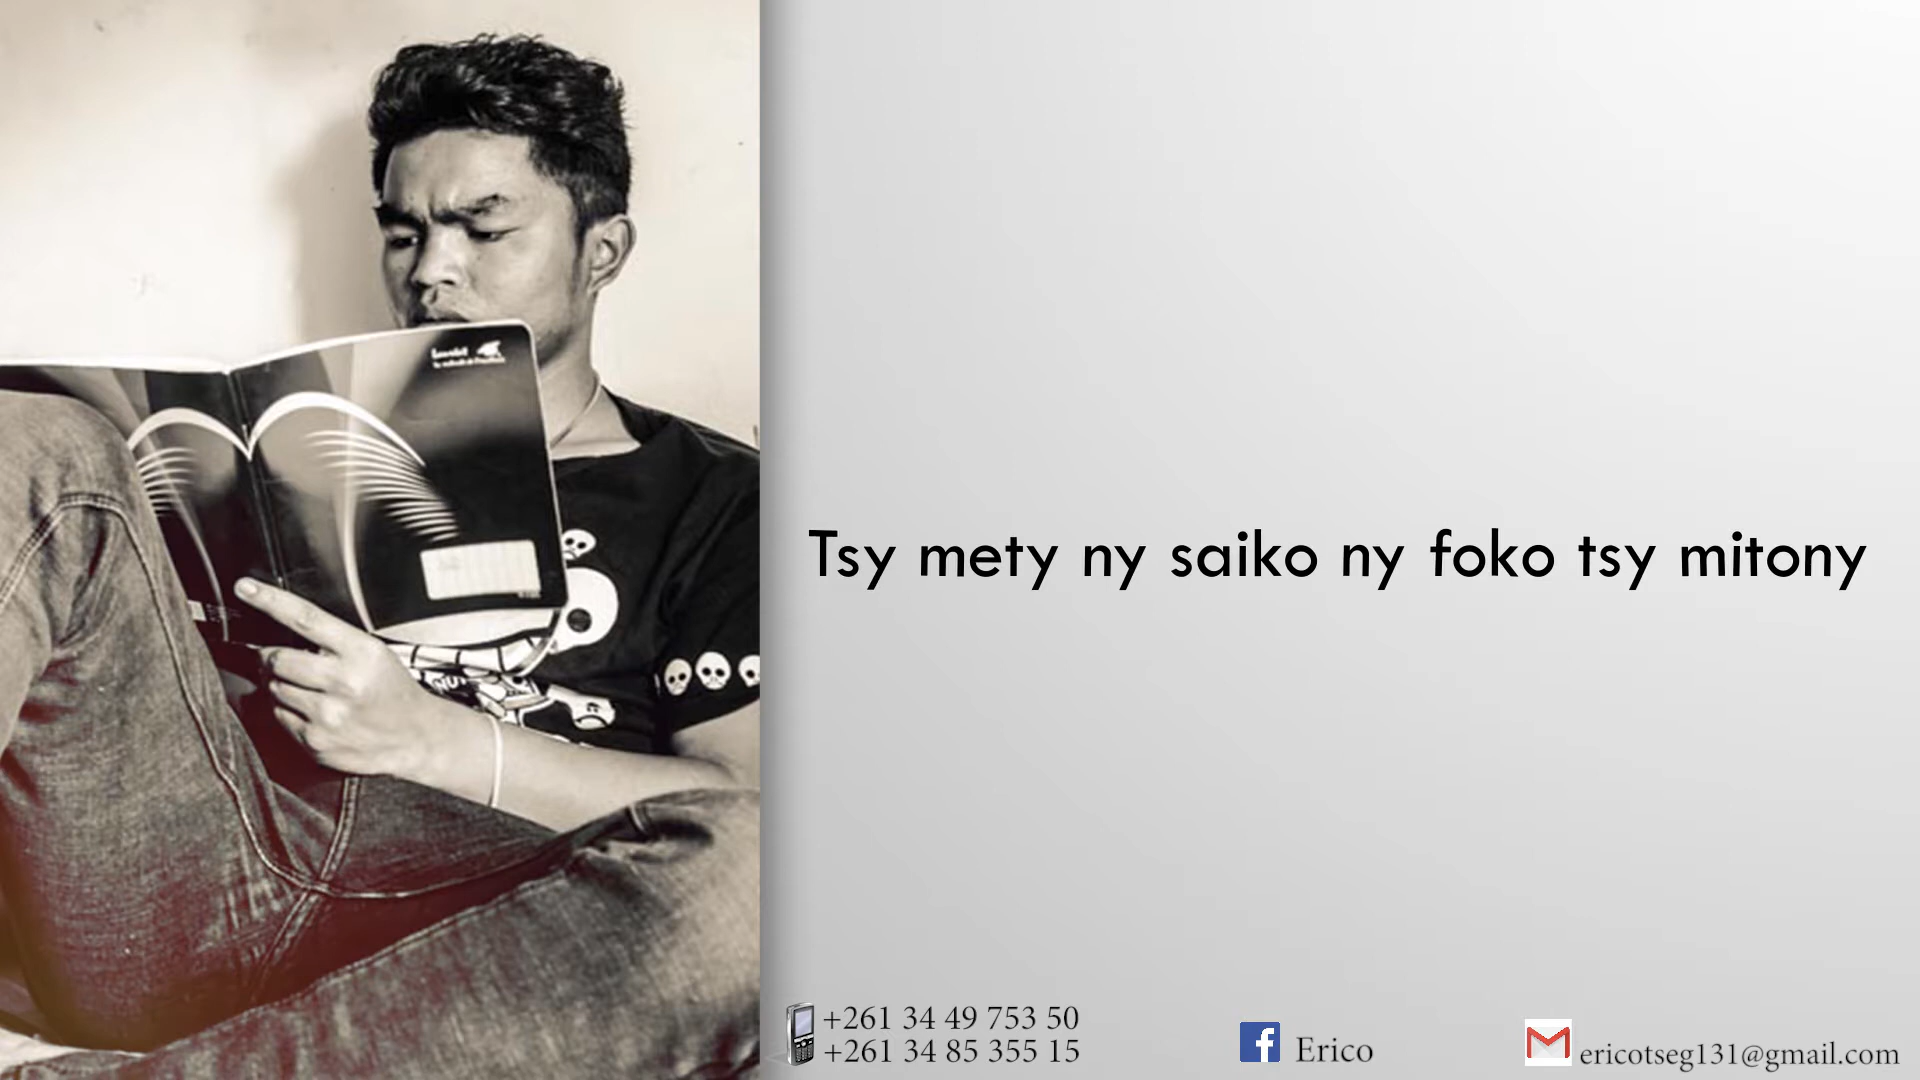 Tsy mety ny saiko ny foko tsy mitony
+261 34 49 753 50
+261 34 85 355 15
Erico
ericotseg131@gmail.com